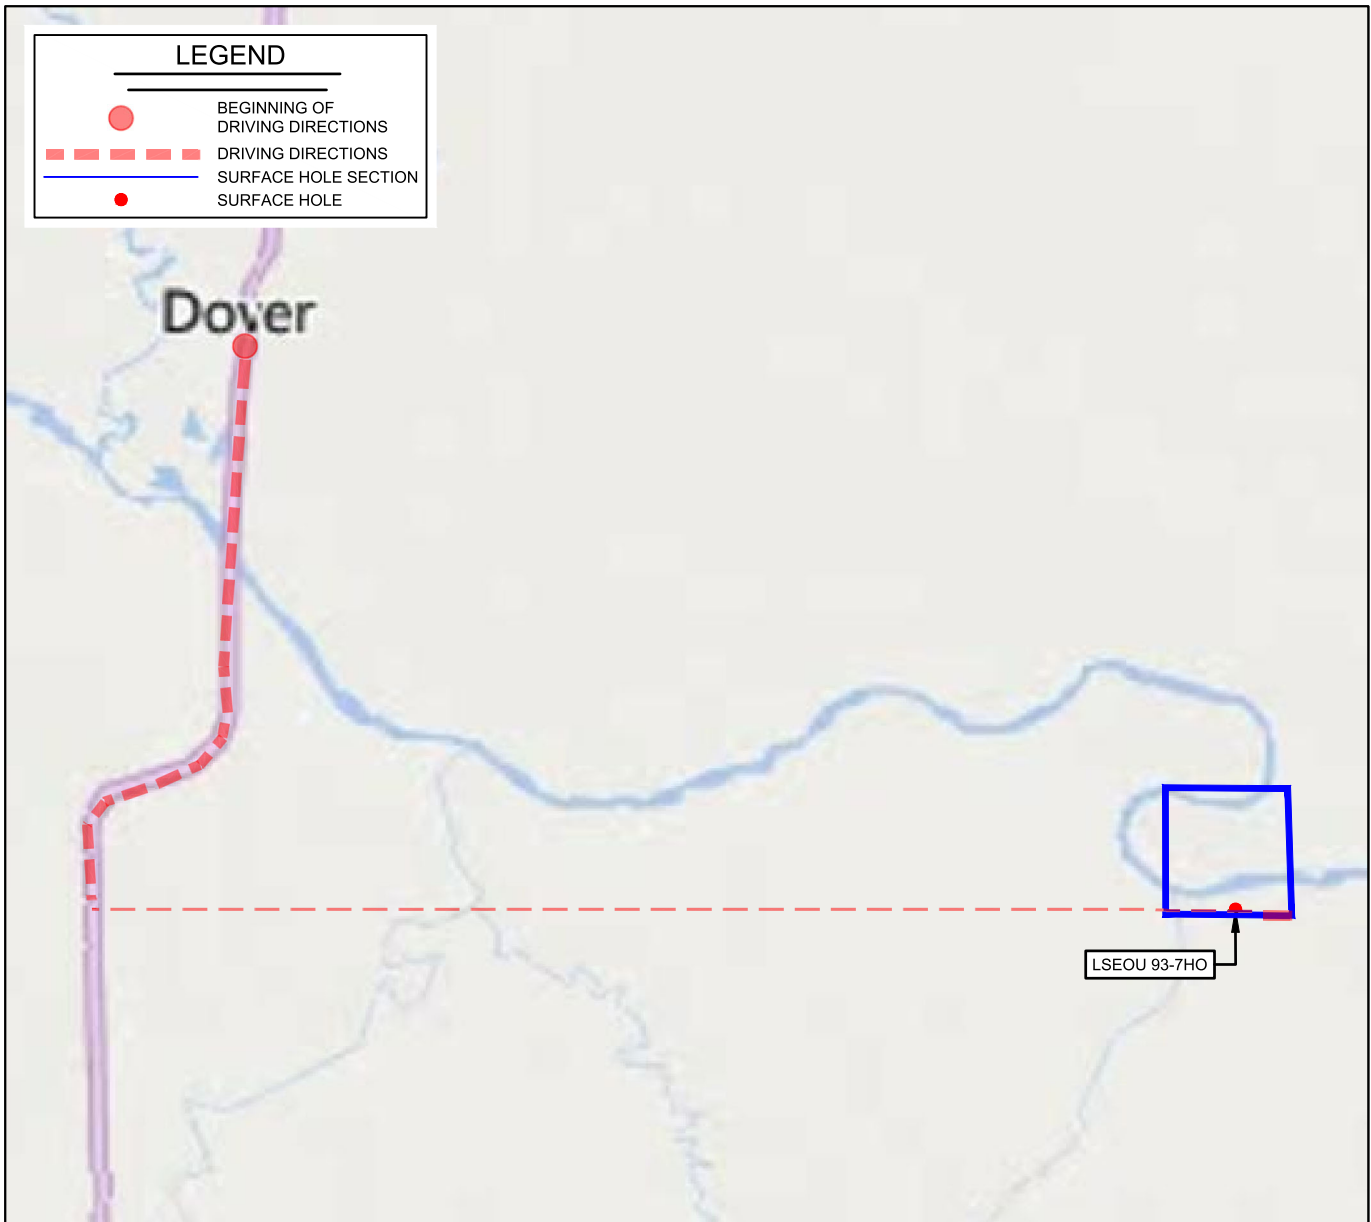 LEGEND
BEGINNING OF
DRIVING DIRECTIONS
DRIVING DIRECTIONS
SURFACE HOLE SECTION
SURFACE HOLE
Dover
LSEOU 93-7HO